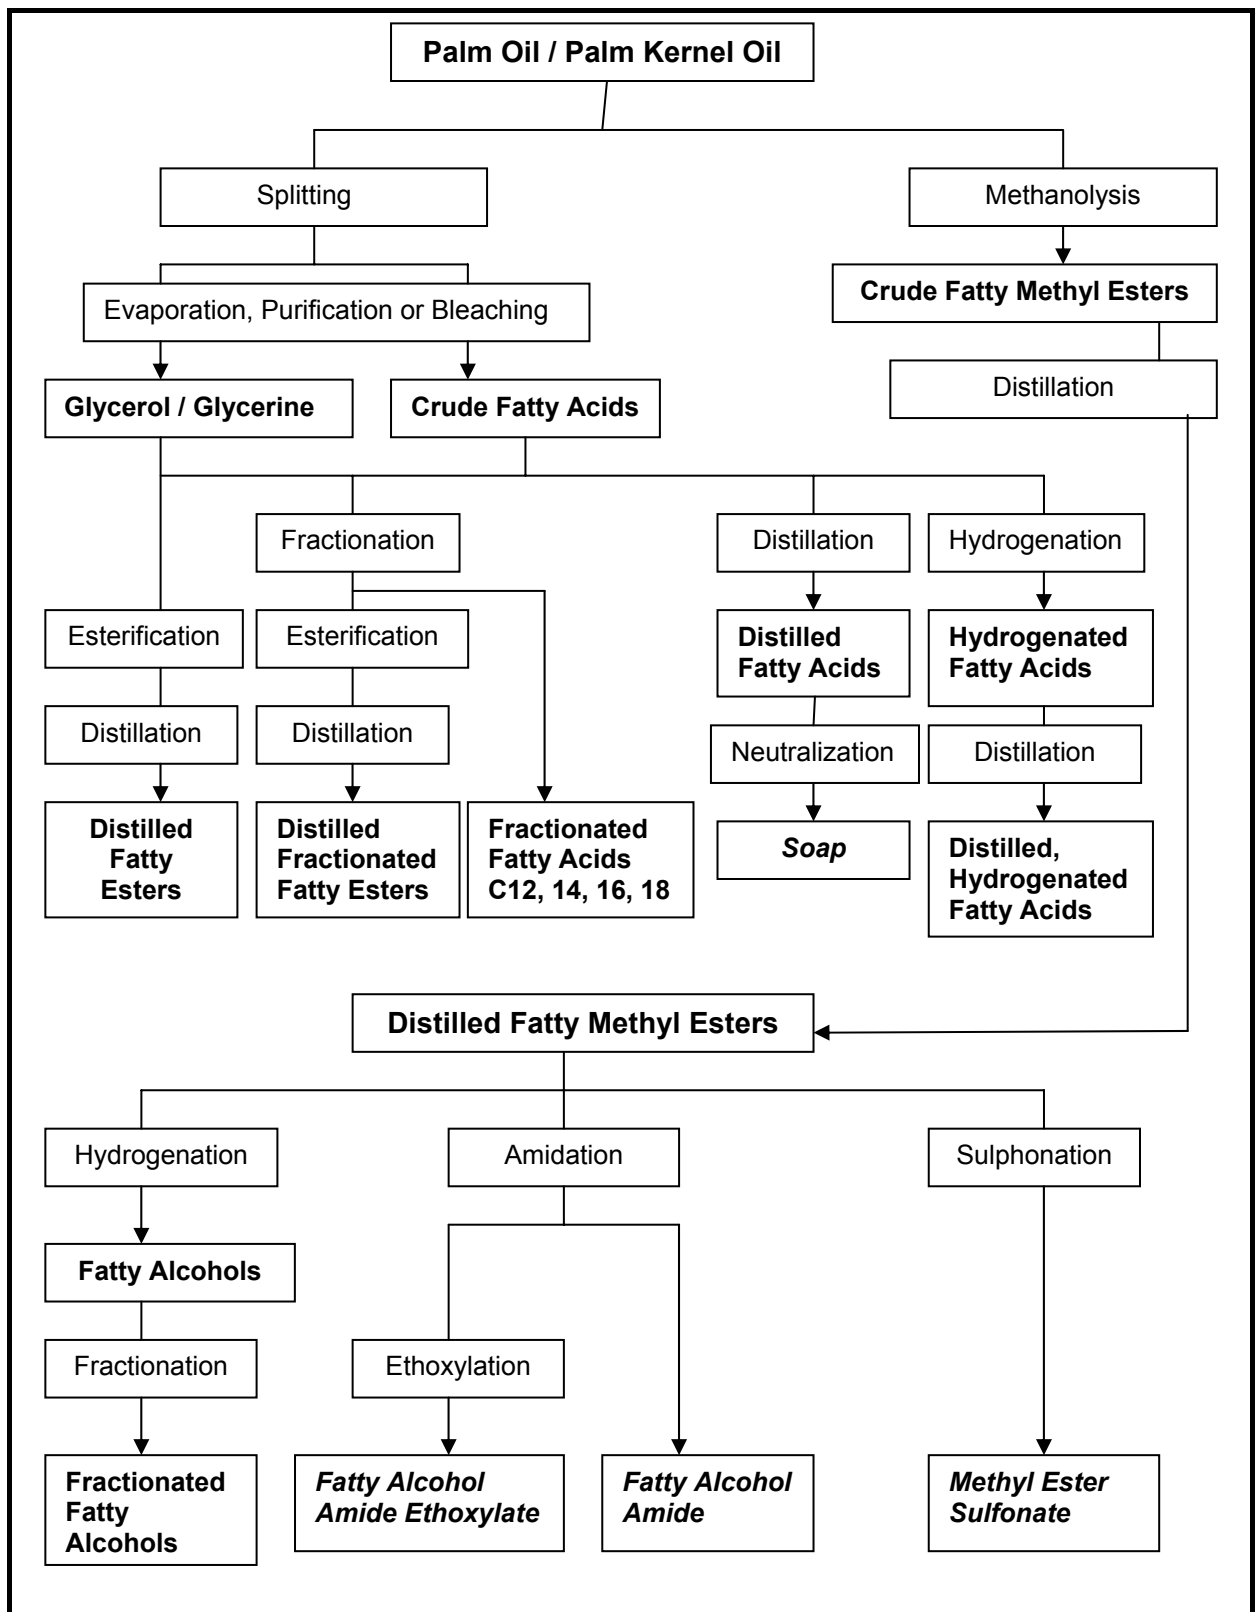 Palm Oil / Palm Kernel Oil
Splitting
Methanolysis
Evaporation, Purification or Bleaching
Crude Fatty Methyl Esters
Distillation
Glycerol / Glycerine
Crude Fatty Acids
Fractionation
Distillation
Hydrogenation
Esterification
Esterification
Distilled
Fatty Acids
Hydrogenated
Fatty Acids
Distillation
Distillation
Neutralization
Distillation
Distilled
Fatty
Esters
Distilled
Fractionated
Fatty Esters
Fractionated
Fatty Acids
C12, 14, 16, 18
Soap
Distilled,
Hydrogenated
Fatty Acids
Distilled Fatty Methyl Esters
Hydrogenation
Amidation
Sulphonation
Fatty Alcohols
Fractionation
Ethoxylation
Fractionated
Fatty
Alcohols
Fatty Alcohol
Amide Ethoxylate
Fatty Alcohol
Amide
Methyl Ester
Sulfonate